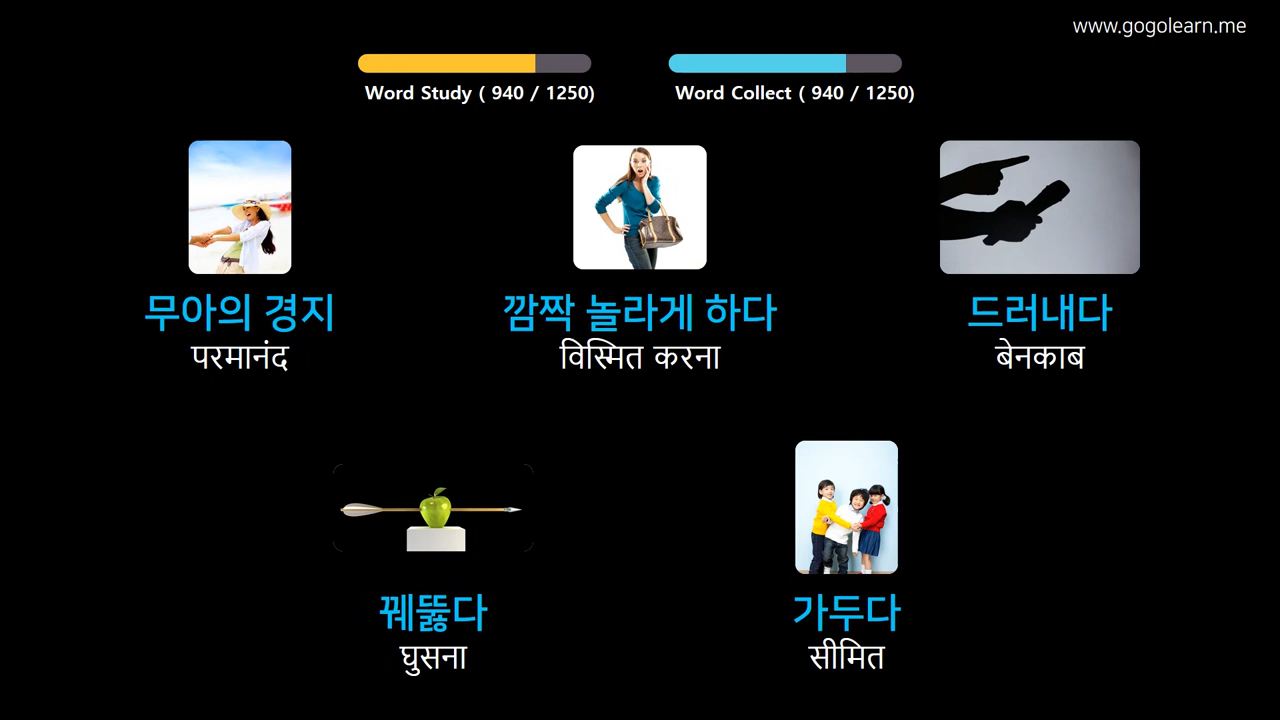 www.gogolearn.me
Word Study ( 940 / 1250)
Word Collect ( 940 / 1250)
무아의 경지
परमानंद
깜짝 놀라게 하다
विस्मित करना
드러내다
बेनकाब
꿰뚫다
घुसना
가두다
सीमित